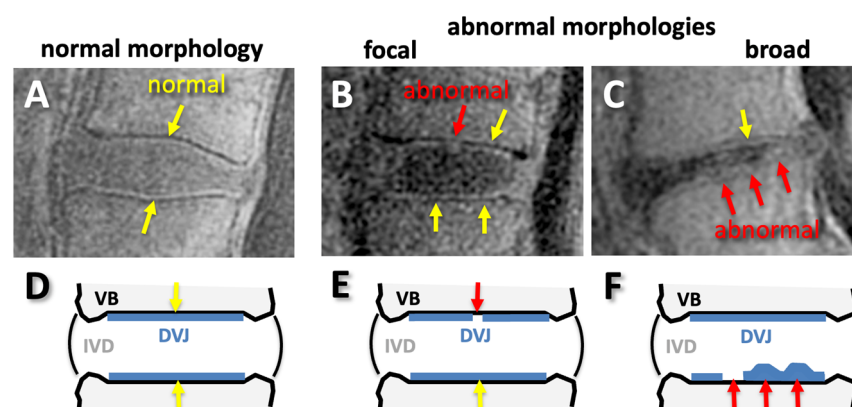 abnormal morphologies
normal morphology
focal
broad
A
normal
B
abnormal
C
abnormal
D
VB
DVJ
IVD
E
VB
DVJ
IVD
F
VB
DVJ
IVD